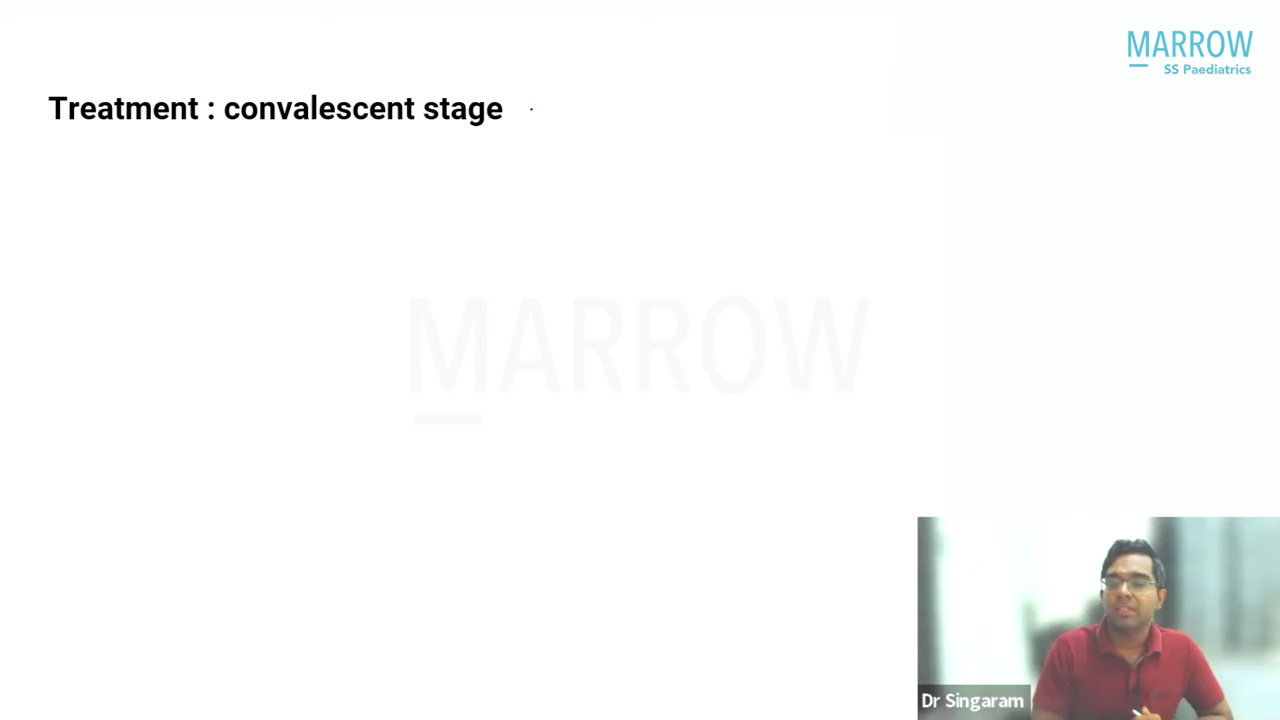 MARROW
SS Paediatrics
Treatment : convalescent stage
MARROW
Dr Singaram